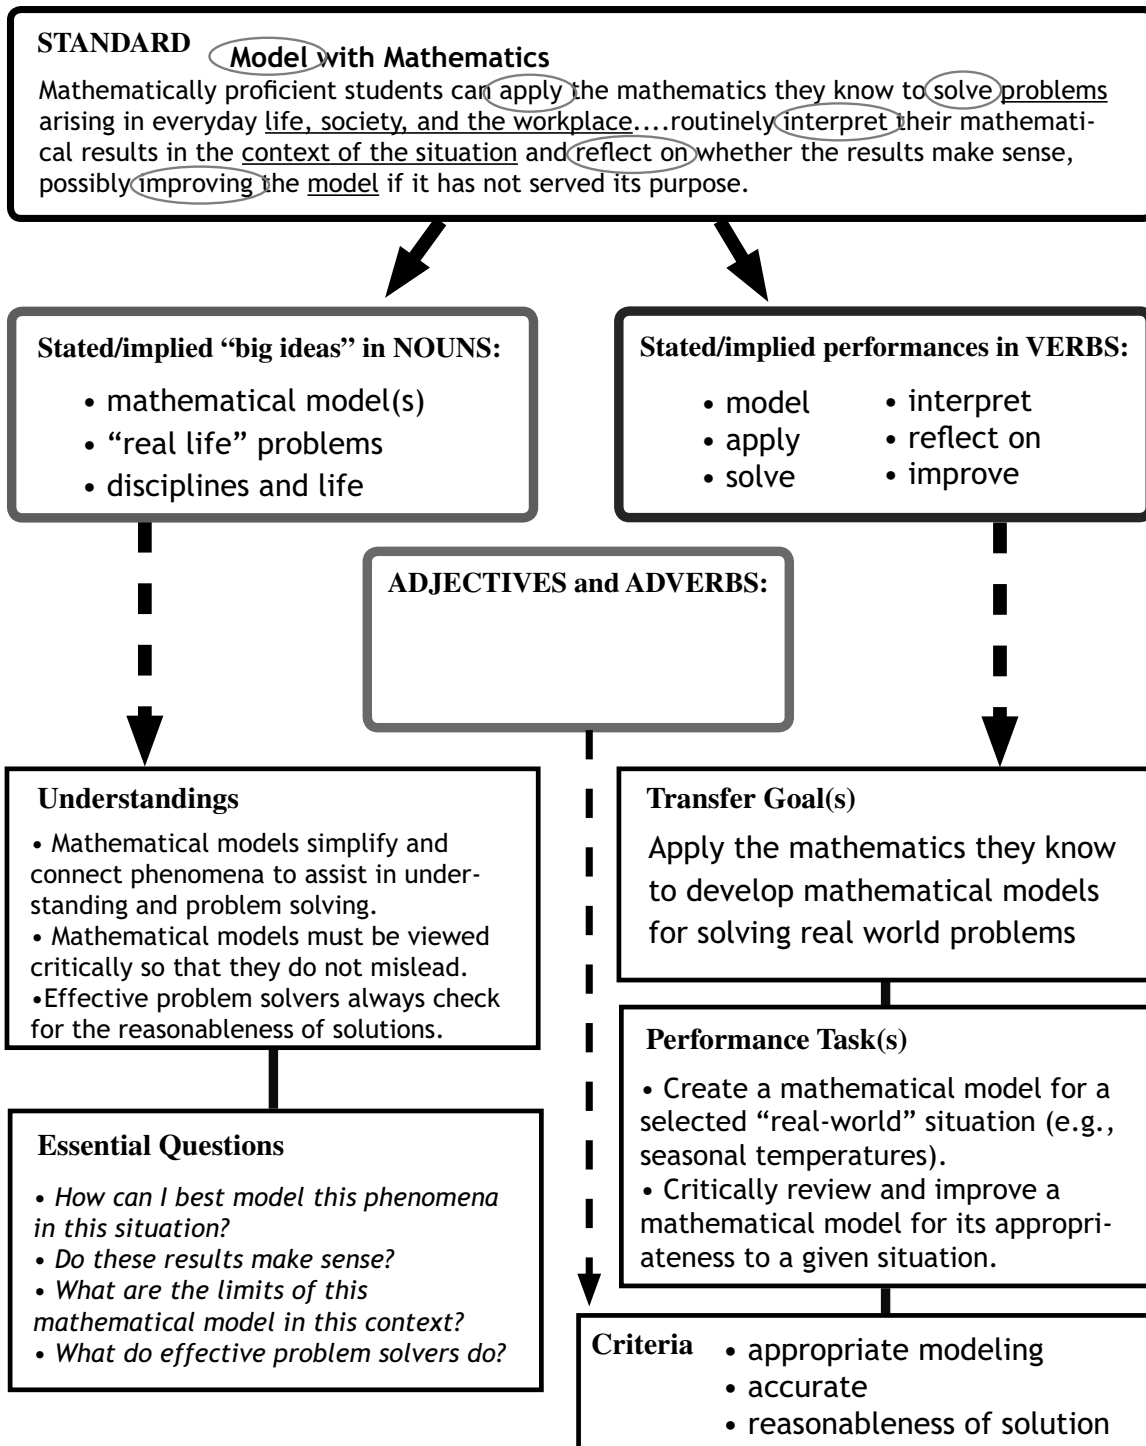 STANDARD
Model with Mathematics
Mathematically proficient students can apply the mathematics they know to solve problems
arising in everyday life, society, and the workplace....routinely interpret their mathemati-
cal results in the context of the situation and reflect on whether the results make sense,
possibly improving the model if it has not served its purpose.
Stated/implied “big ideas” in NOUNS:
• mathematical model(s)
• “real life” problems
• disciplines and life
Stated/implied performances in VERBS:
• model
• apply
• solve
• interpret
• reflect on
• improve
ADJECTIVES and ADVERBS:
Understandings
• Mathematical models simplify and
connect phenomena to assist in under-
standing and problem solving.
• Mathematical models must be viewed
critically so that they do not mislead.
•Effective problem solvers always check
for the reasonableness of solutions.
Essential Questions
• How can I best model this phenomena
in this situation?
• Do these results make sense?
• What are the limits of this
mathematical model in this context?
• What do effective problem solvers do?
Transfer Goal(s)
Apply the mathematics they know
to develop mathematical models
for solving real world problems
Performance Task(s)
• Create a mathematical model for a
selected “real-world” situation (e.g.,
seasonal temperatures).
• Critically review and improve a
mathematical model for its appropri-
ateness to a given situation.
Criteria
• appropriate modeling
• accurate
• reasonableness of solution